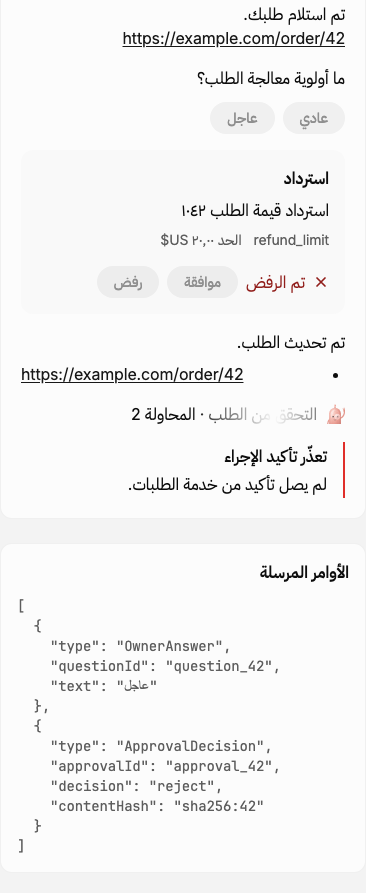 تم استلام طلبك.
https://example.com/order/42
ما أولوية معالجة الطلب؟
عادي عاجل
استرداد
استرداد قيمة الطلب ١٠٤٢
refund_limit الحد ٢٠,٠٠ US$
× تم الرفض موافقة رفض
تم تحديث الطلب.
• https://example.com/order/42
التحقق من الطلب · المحاولة 2
تعذّر تأكيد الإجراء
لم يصل تأكيد من خدمة الطلبات.
الأوامر المرسلة
[
  {
    "type": "OwnerAnswer",
    "questionId": "question_42",
    "text": "عاجل"
  },
  {
    "type": "ApprovalDecision",
    "approvalId": "approval_42",
    "decision": "reject",
    "contentHash": "sha256:42"
  }
]